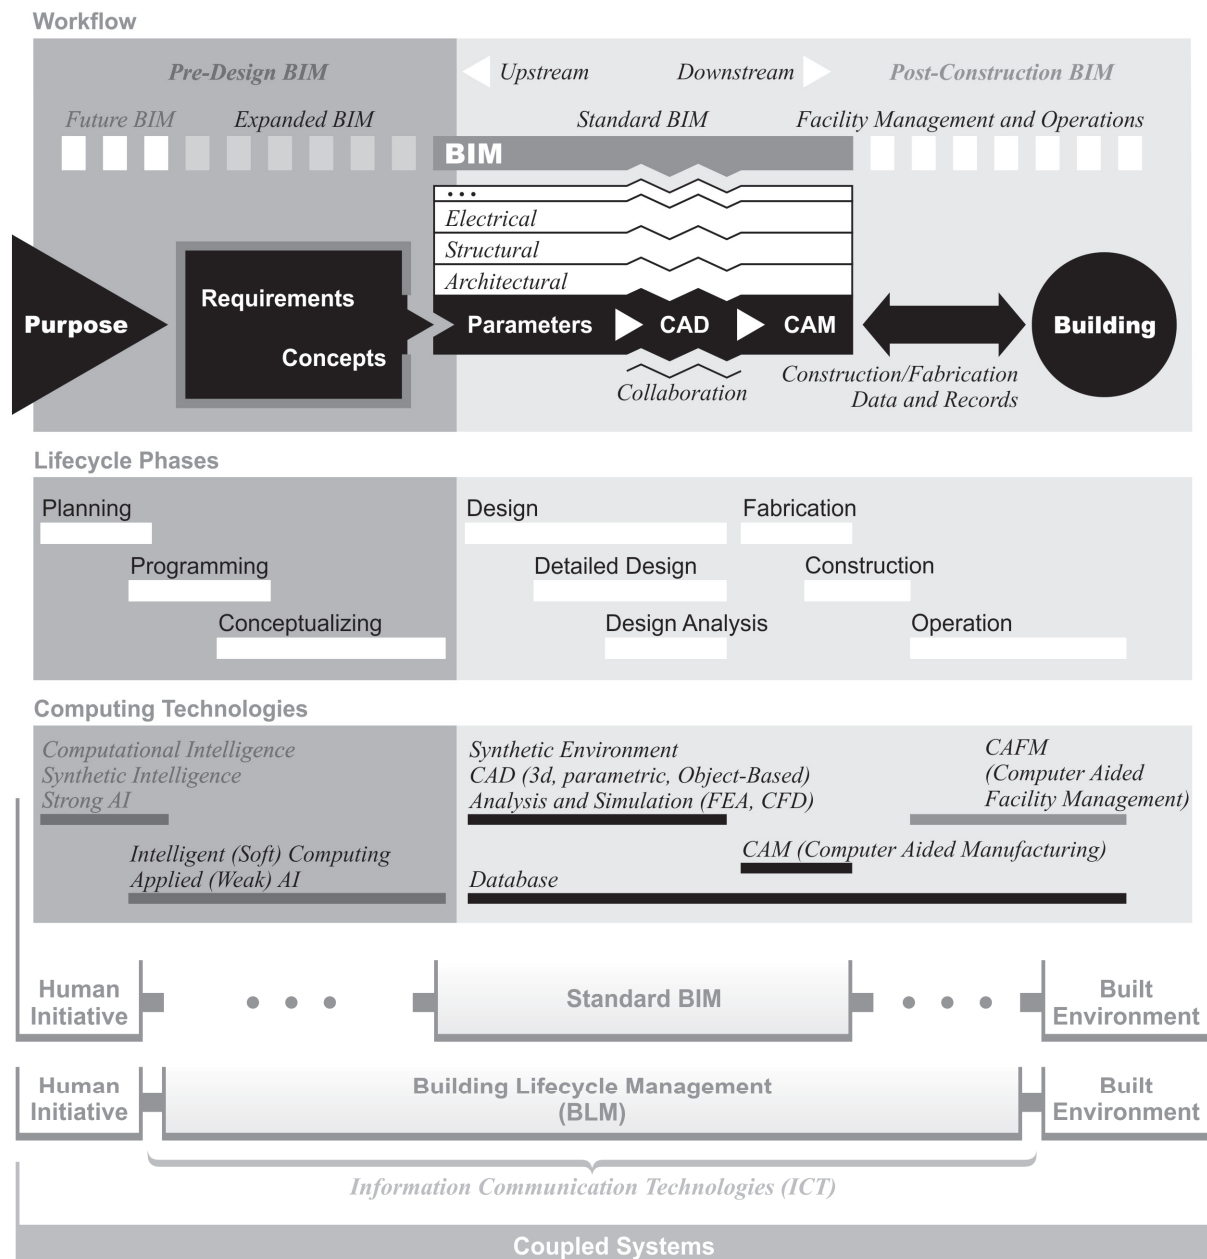 Workflow
Pre-Design BIM
Upstream
Downstream
Post-Construction BIM
Future BIM
Expanded BIM
Standard BIM
Facility Management and Operations
BIM
• • •
Electrical
Structural
Architectural
Purpose
Requirements
Concepts
Parameters
CAD
CAM
Building
Collaboration
Construction/Fabrication
Data and Records
Lifecycle Phases
Planning
Design
Fabrication
Programming
Detailed Design
Construction
Conceptualizing
Design Analysis
Operation
Computing Technologies
Computational Intelligence
Synthetic Intelligence
Strong AI
Synthetic Environment
CAD (3d, parametric, Object-Based)
Analysis and Simulation (FEA, CFD)
CAFM
(Computer Aided
Facility Management)
Intelligent (Soft) Computing
Applied (Weak) AI
CAM (Computer Aided Manufacturing)
Database
Human
Initiative
• • •
Standard BIM
• • •
Built
Environment
Human
Initiative
Building Lifecycle Management
(BLM)
Built
Environment
Information Communication Technologies (ICT)
Coupled Systems